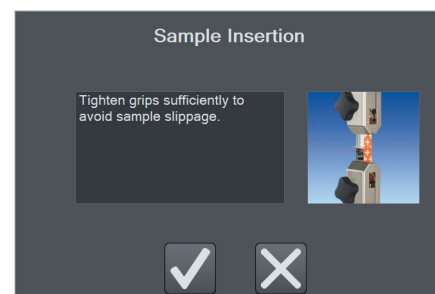 Sample Insertion
Tighten grips sufficiently to
avoid sample slippage.